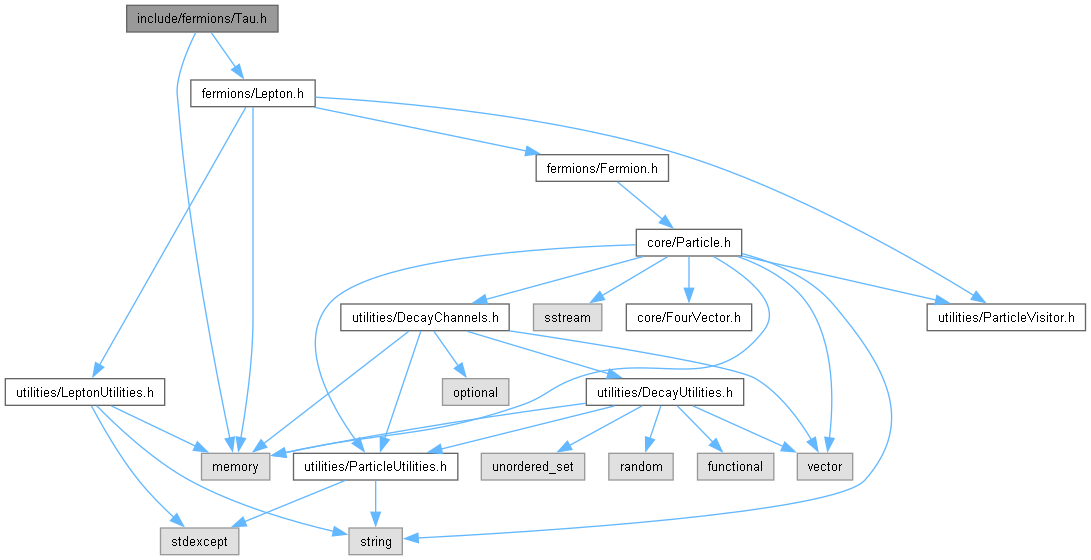 include/fermions/Tau.h
fermions/Lepton.h
fermions/Fermion.h
core/Particle.h
utilities/DecayChannels.h
sstream
core/FourVector.h
utilities/ParticleVisitor.h
utilities/LeptonUtilities.h
optional
utilities/DecayUtilities.h
memory
utilities/ParticleUtilities.h
unordered_set
random
functional
vector
stdexcept
string